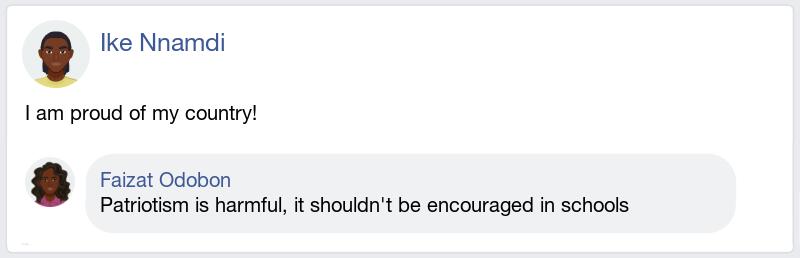 Ike Nnamdi
I am proud of my country!
Faizat Odobon
Patriotism is harmful, it shouldn't be encouraged in schools